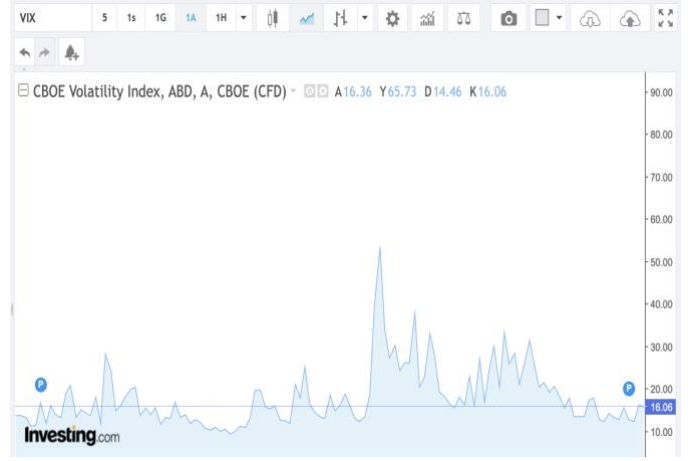 VIX 5 1s 1G 1A 1H
CBOE Volatility Index, ABD, A, CBOE (CFD) A16.36 Y65.73 D14.46 K16.06
90.00
80.00
70.00
60.00
50.00
40.00
30.00
P
P
20.00
16.06
10.00
Investing.com